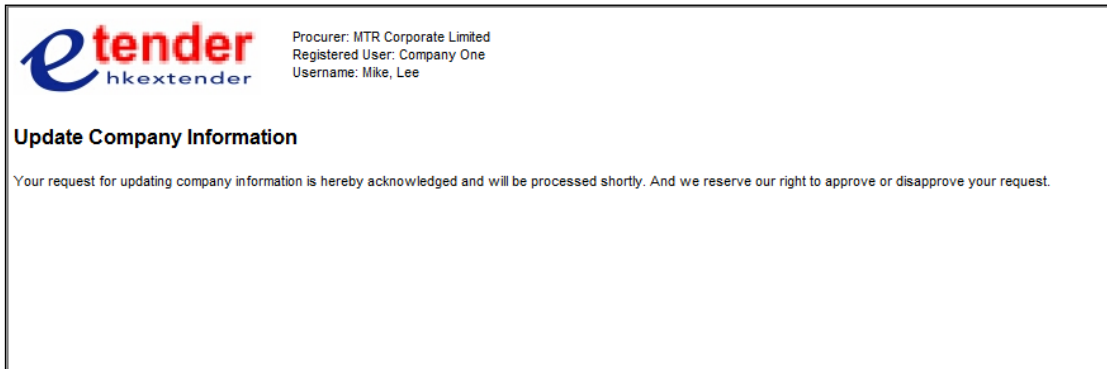 etender
hkextender
Procurer: MTR Corporate Limited
Registered User: Company One
Username: Mike, Lee
Update Company Information
Your request for updating company information is hereby acknowledged and will be processed shortly. And we reserve our right to approve or disapprove your request.